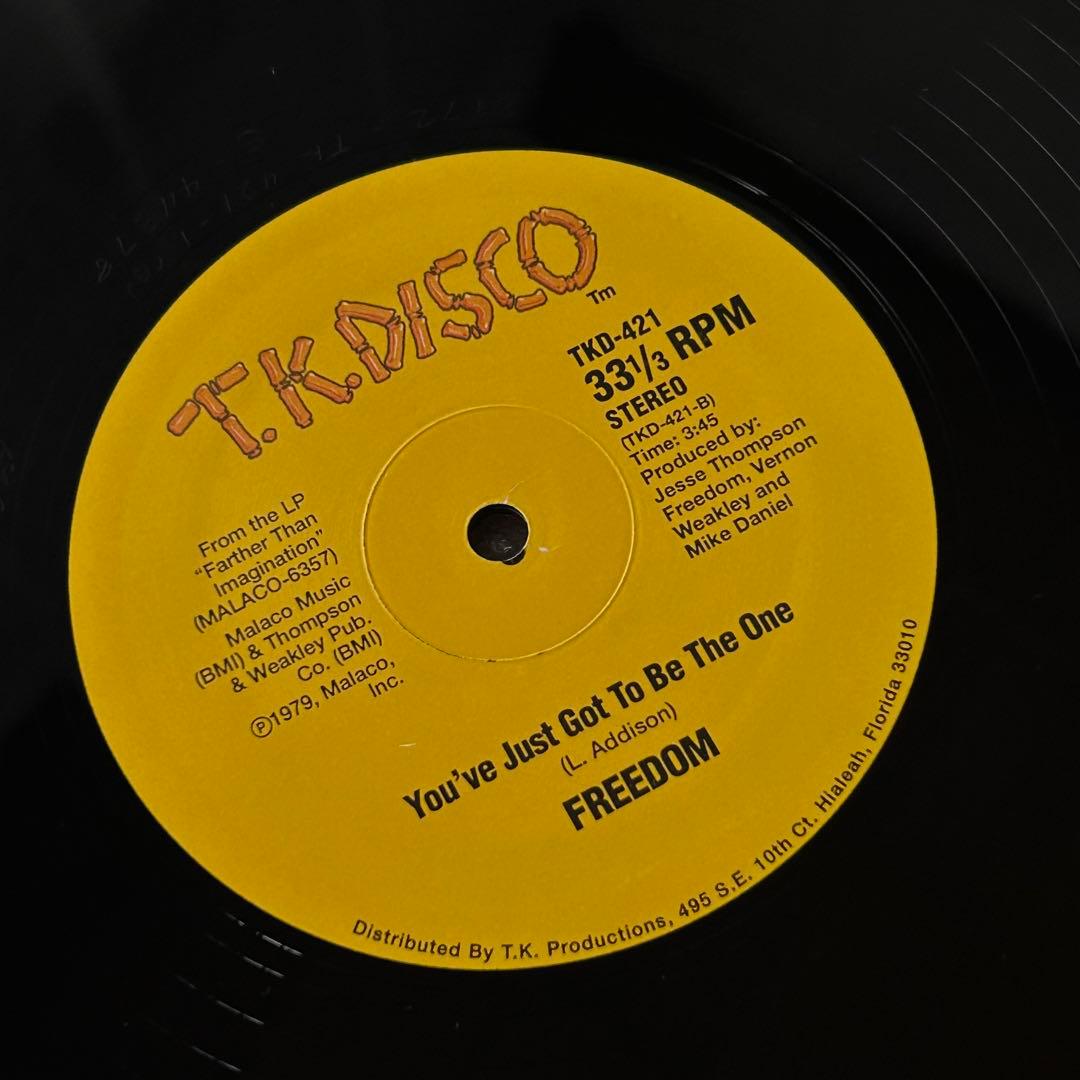 T.K.DISCO
Tm
TKD-421
33 1/3 RPM
STEREO
(TKD-421-B)
Time: 3:45
Produced by:
Jesse Thompson
Freedom, Vernon
Weakley and
Mike Daniel
From the LP
"Farther Than
Imagination"
(MALACO-6357)
Malaco Music
(BMI) & Thompson
& Weakley Pub.
Co. (BMI)
℗1979, Malaco,
Inc.
You've Just Got To Be The One
(L. Addison)
FREEDOM
Distributed By T.K. Productions, 495 S.E. 10th Ct. Hialeah, Florida 33010